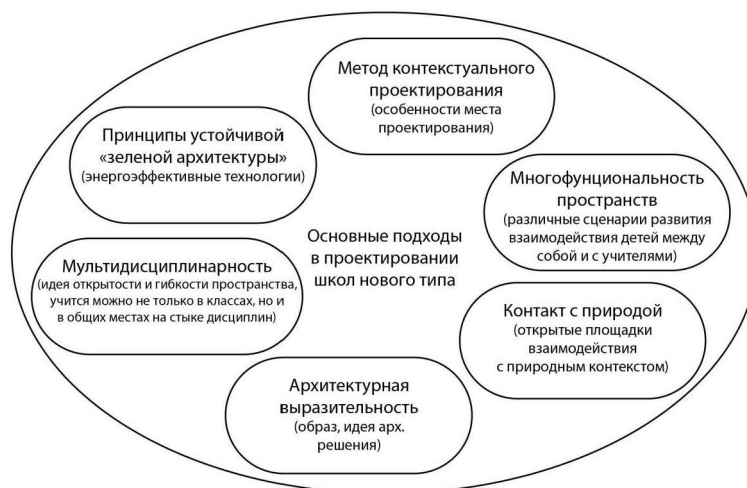 Метод контекстуального
проектирования
(особенности места
проектирования)
Принципы устойчивой
«зеленой архитектуры»
(энергоэффективные технологии)
Многофунциональность
пространств
(различные сценарии развития
взаимодействия детей между
собой и с учителями)
Основные подходы
в проектировании
школ нового типа
Мультидисциплинарность
(идея открытости и гибкости пространства,
учится можно не только в классах, но и
в общих местах на стыке дисциплин)
Контакт с природой
(открытые площадки
взаимодействия
с природным контекстом)
Архитектурная
выразительность
(образ, идея арх.
решения)